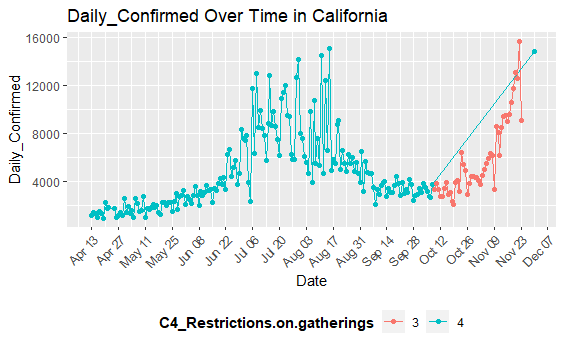 Daily_Confirmed Over Time in California
16000
12000
8000
4000
Daily_Confirmed
Apr 13
Apr 27
May 11
May 25
Jun 08
Jun 22
Jul 06
Jul 20
Aug 03
Aug 17
Aug 31
Sep 14
Sep 28
Oct 12
Oct 26
Nov 09
Nov 23
Dec 07
Date
C4_Restrictions.on.gatherings 3 4